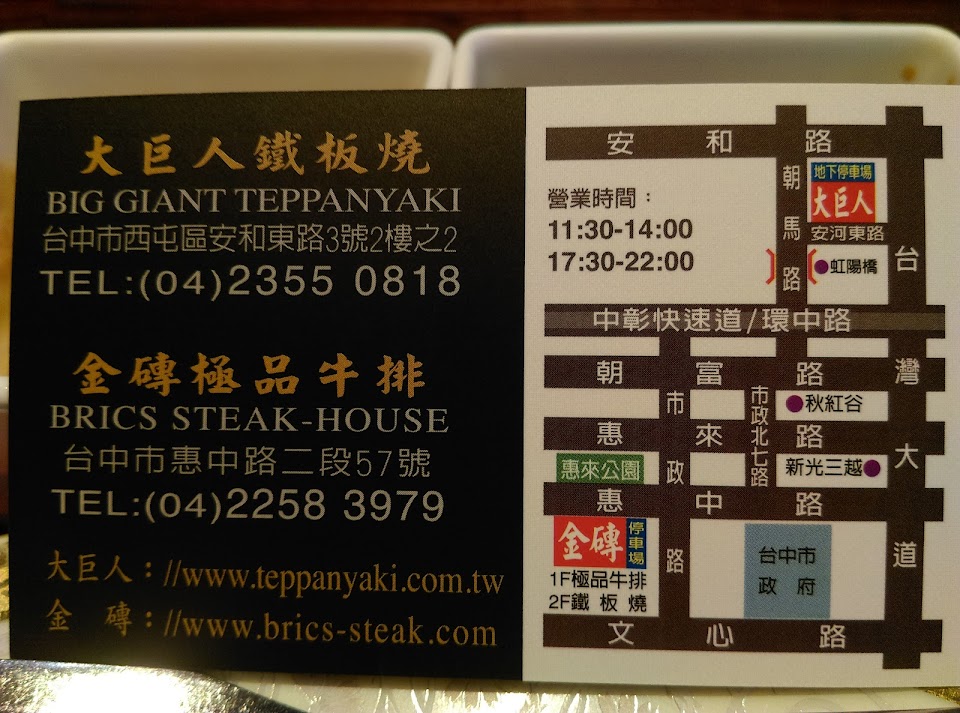 大巨人鐵板燒
BIG GIANT TEPPANYAKI
台中市西屯區安和東路3號2樓之2
TEL:(04)2355 0818
金磚極品牛排
BRICS STEAK-HOUSE
台中市惠中路二段57號
TEL:(04)2258 3979
大巨人：//www.teppanyaki.com.tw
金 磚：//www.brics-steak.com
安和路
營業時間：
11:30-14:00
17:30-22:00
朝馬路
地下停車場
大巨人
安河東路
虹陽橋
台灣大道
中彰快速道/環中路
朝富路
市政路
市政北七路
秋紅谷
惠來路
惠來公園
新光三越
惠中路
金磚
停車場
1F極品牛排
2F鐵板燒
台中市
政府
文心路